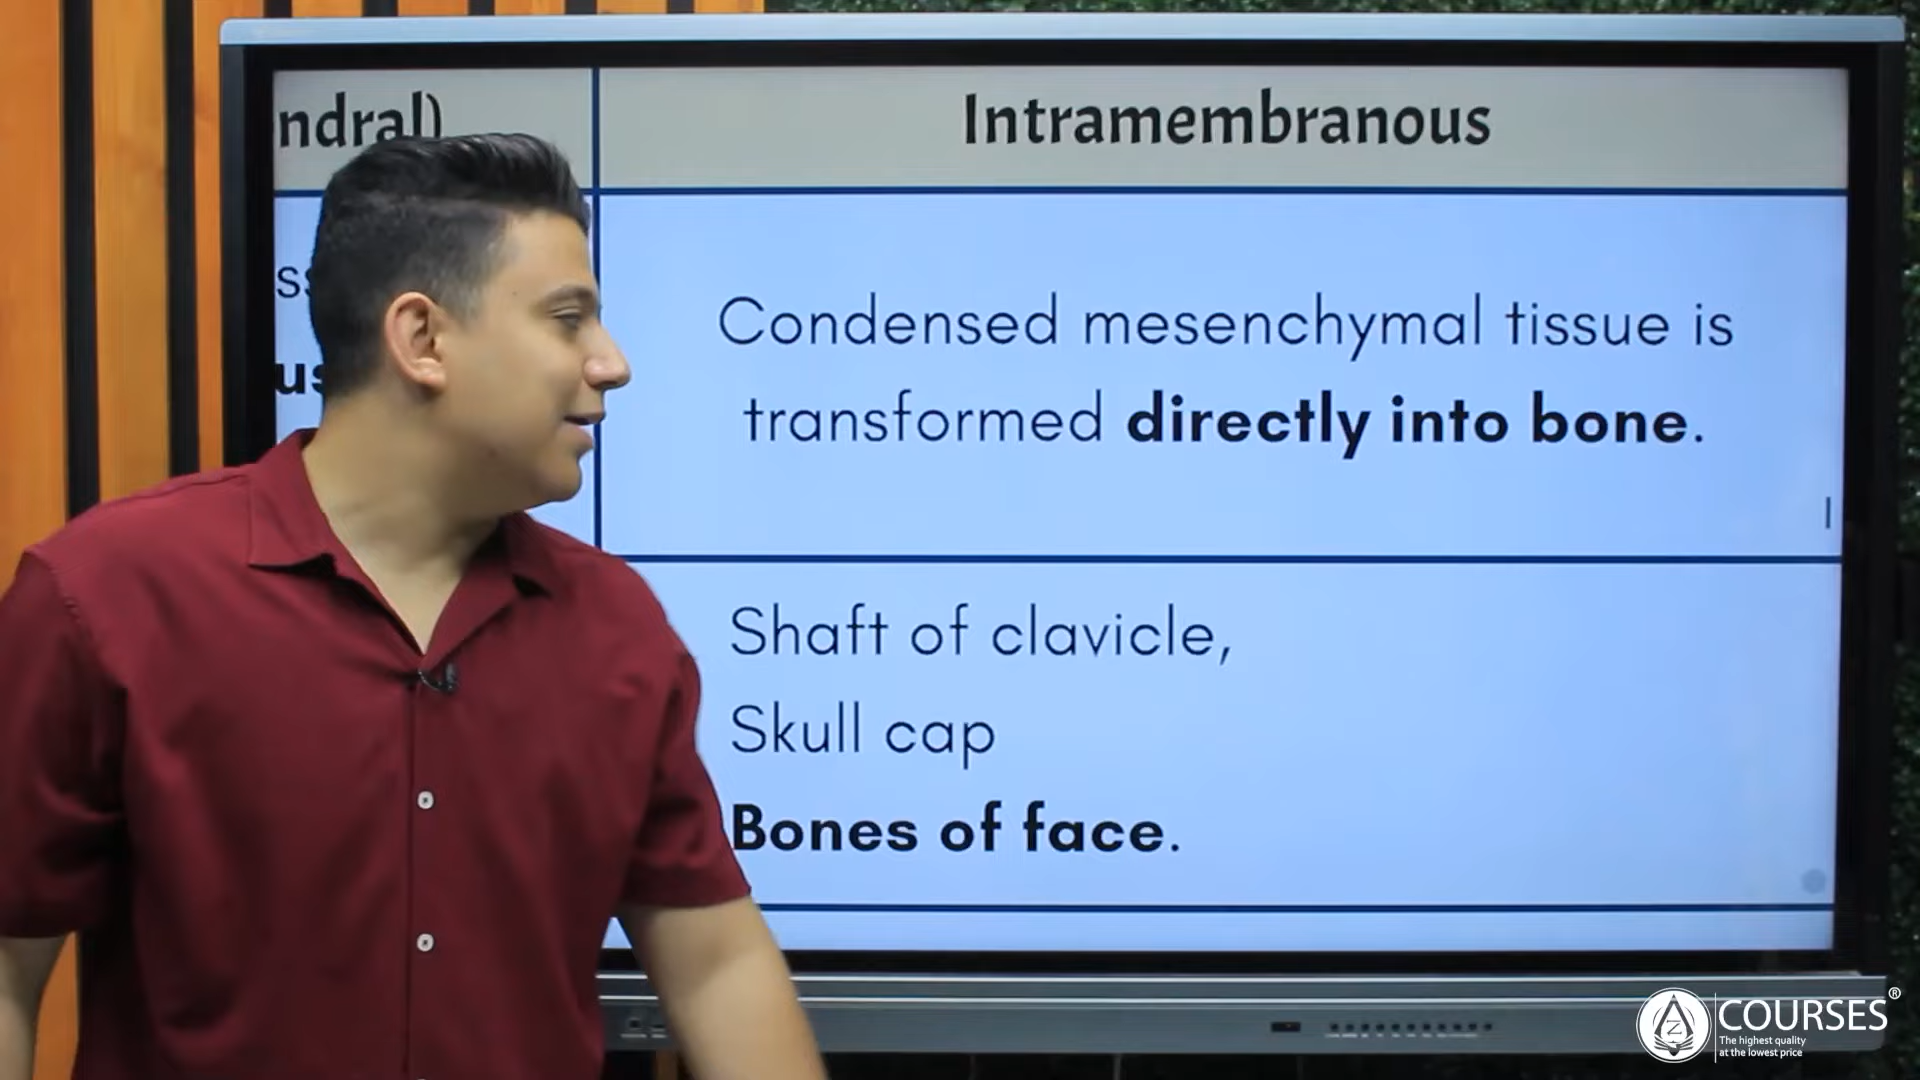 ndral)
Intramembranous
Condensed mesenchymal tissue is
transformed directly into bone.
Shaft of clavicle,
Skull cap
Bones of face.
COURSES®
The highest quality
at the lowest price